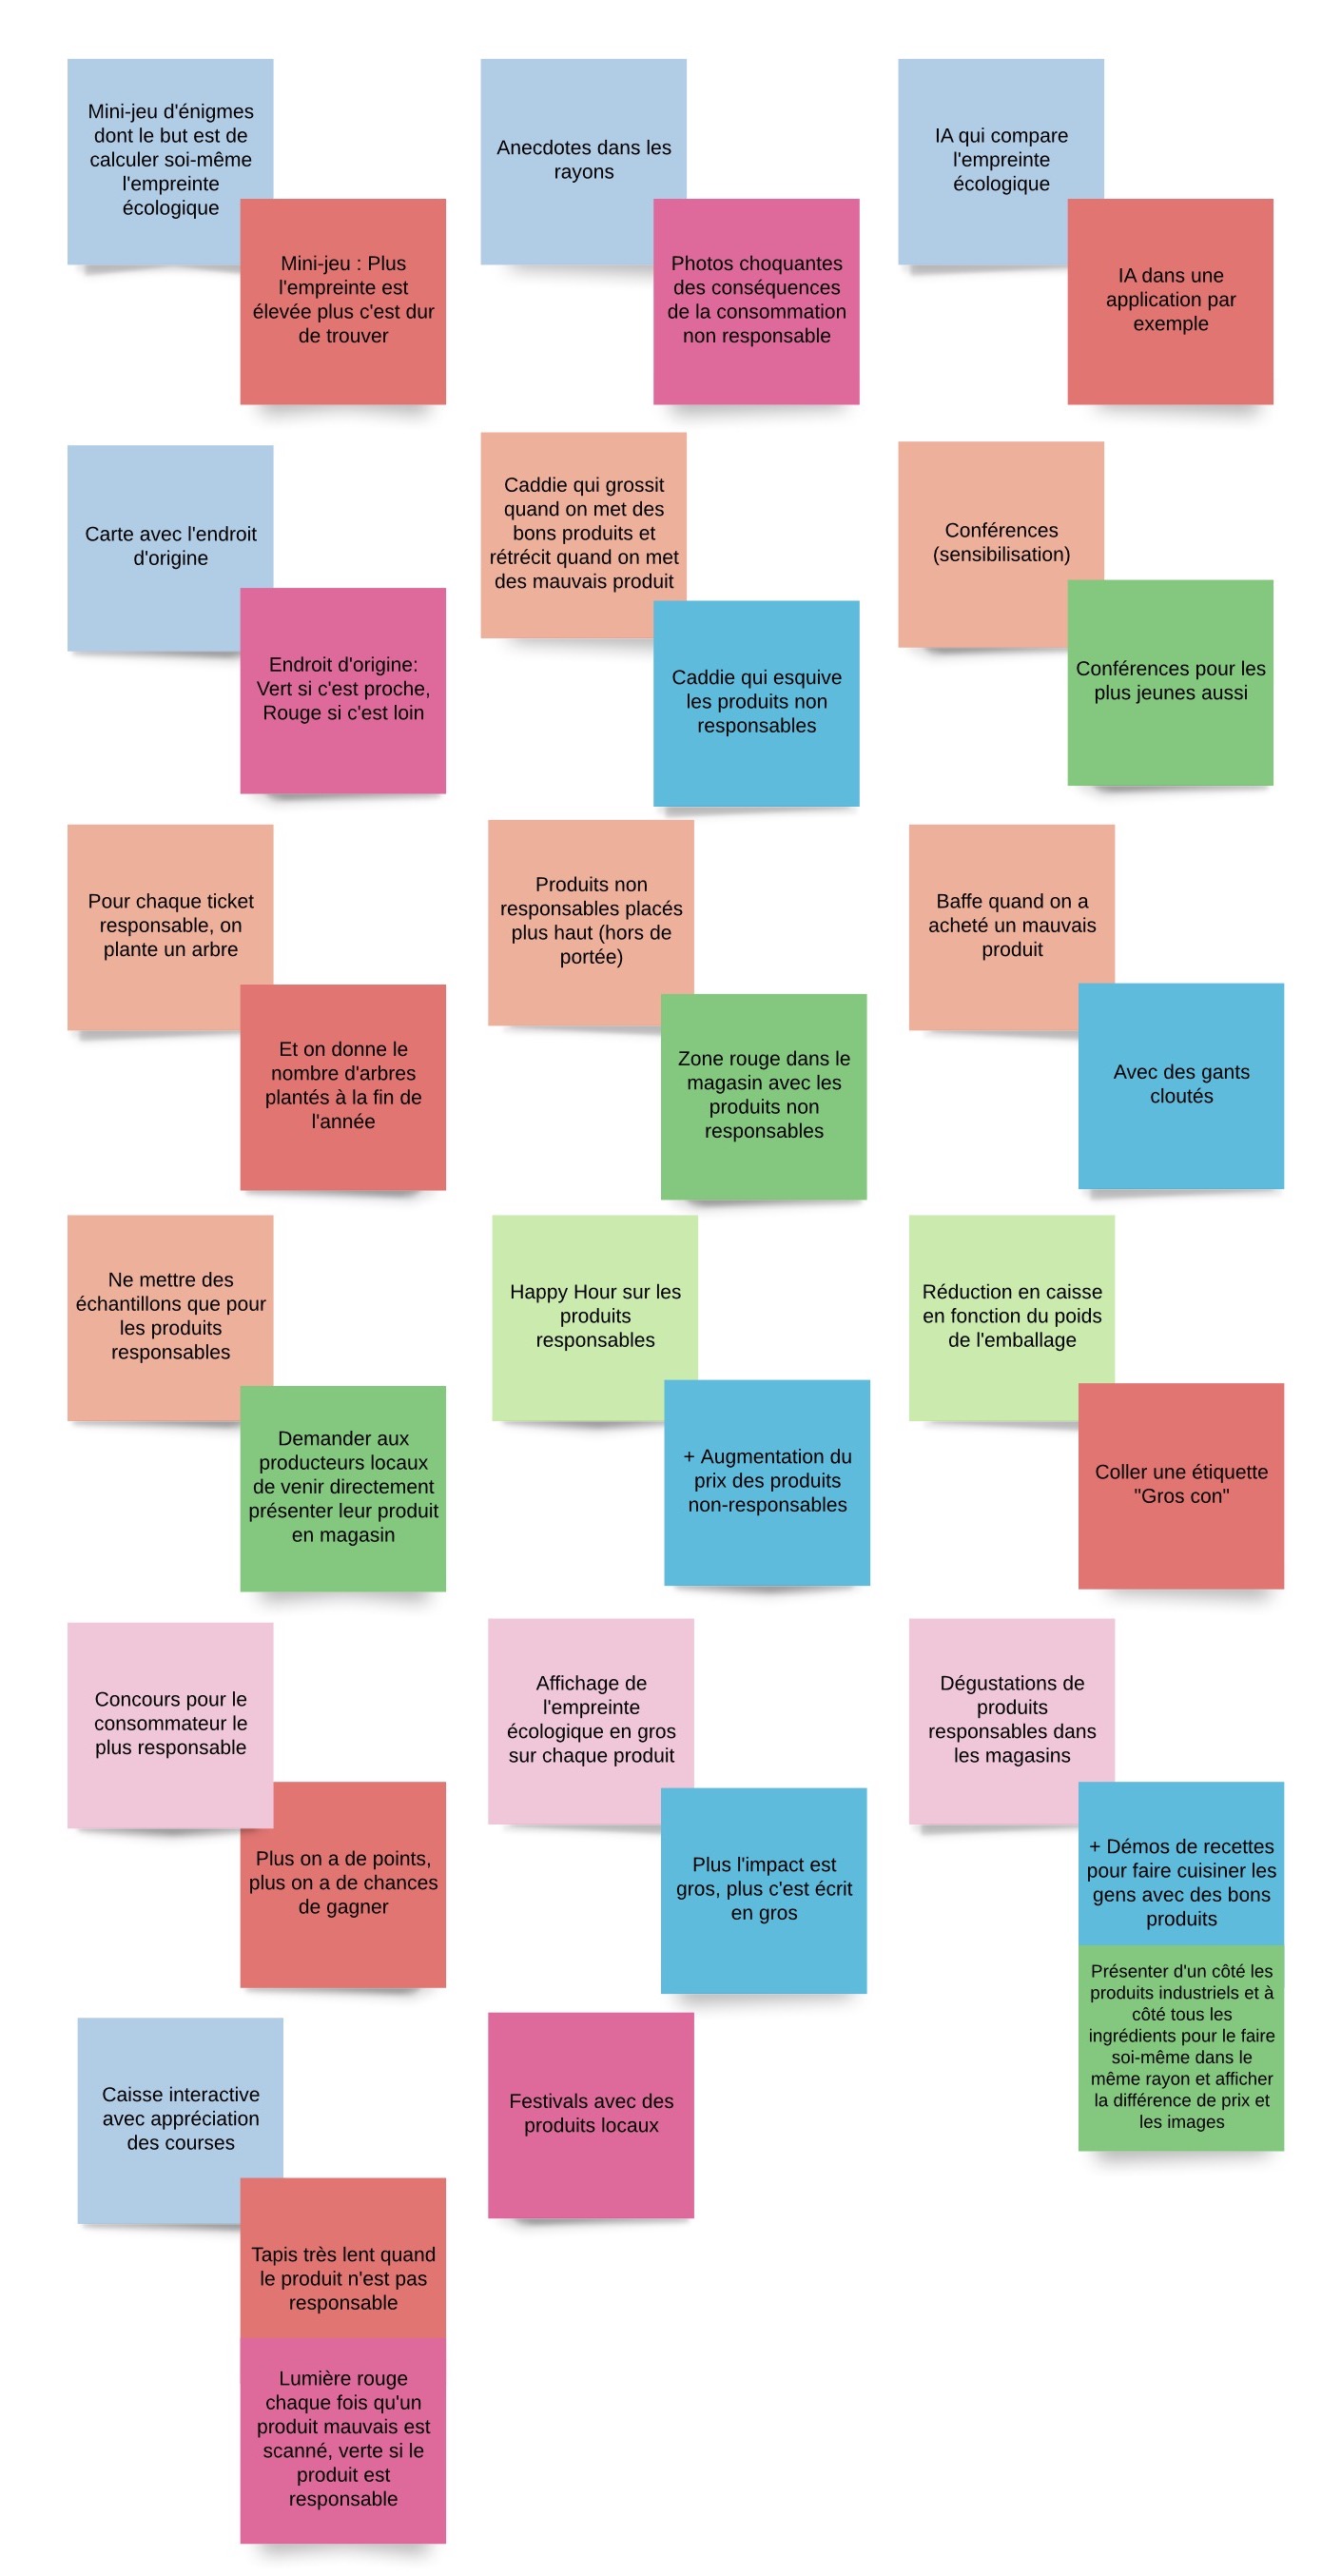 Mini-jeu d'énigmes
dont le but est de
calculer soi-même
l'empreinte
écologique
Mini-jeu : Plus
l'empreinte est
élevée plus c'est dur
de trouver
Anecdotes dans les
rayons
Photos choquantes
des conséquences
de la consommation
non responsable
IA qui compare
l'empreinte
écologique
IA dans une
application par
exemple
Carte avec l'endroit
d'origine
Endroit d'origine:
Vert si c'est proche,
Rouge si c'est loin
Caddie qui grossit
quand on met des
bons produits et
rétrécit quand on met
des mauvais produit
Caddie qui esquive
les produits non
responsables
Conférences
(sensibilisation)
Conférences pour les
plus jeunes aussi
Pour chaque ticket
responsable, on
plante un arbre
Et on donne le
nombre d'arbres
plantés à la fin de
l'année
Produits non
responsables placés
plus haut (hors de
portée)
Zone rouge dans le
magasin avec les
produits non
responsables
Baffe quand on a
acheté un mauvais
produit
Avec des gants
cloutés
Ne mettre des
échantillons que pour
les produits
responsables
Demander aux
producteurs locaux
de venir directement
présenter leur produit
en magasin
Happy Hour sur les
produits
responsables
+ Augmentation du
prix des produits
non-responsables
Réduction en caisse
en fonction du poids
de l'emballage
Coller une étiquette
"Gros con"
Concours pour le
consommateur le
plus responsable
Plus on a de points,
plus on a de chances
de gagner
Affichage de
l'empreinte
écologique en gros
sur chaque produit
Plus l'impact est
gros, plus c'est écrit
en gros
Dégustations de
produits
responsables dans
les magasins
+ Démos de recettes
pour faire cuisiner les
gens avec des bons
produits
Présenter d'un côté les
produits industriels et à
côté tous les
ingrédients pour le faire
soi-même dans le
même rayon et afficher
la différence de prix et
les images
Caisse interactive
avec appréciation
des courses
Tapis très lent quand
le produit n'est pas
responsable
Lumière rouge
chaque fois qu'un
produit mauvais est
scanné, verte si le
produit est
responsable
Festivals avec des
produits locaux